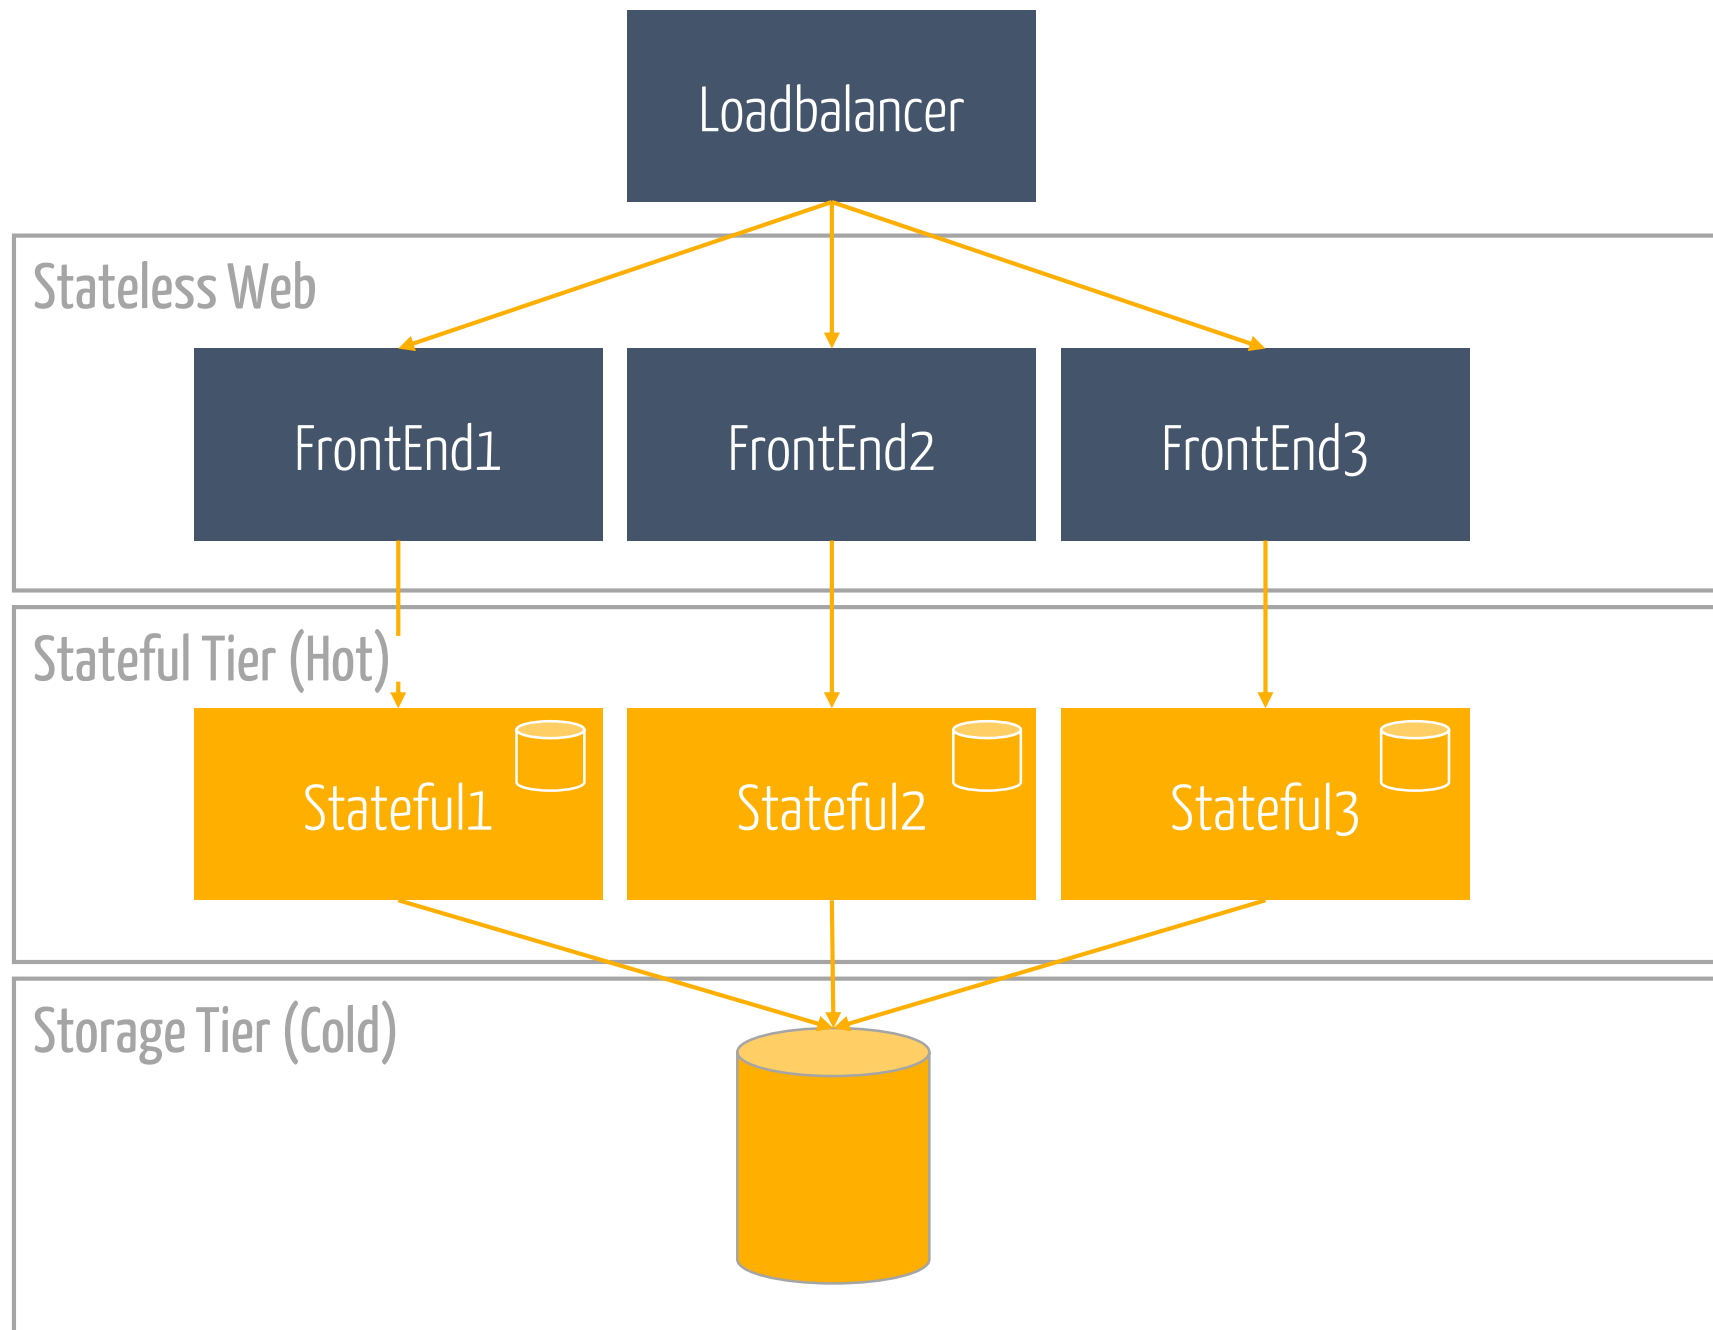 Loadbalancer
Stateless Web
FrontEnd1
FrontEnd2
FrontEnd3
Stateful Tier (Hot)
Stateful1
Stateful2
Stateful3
Storage Tier (Cold)